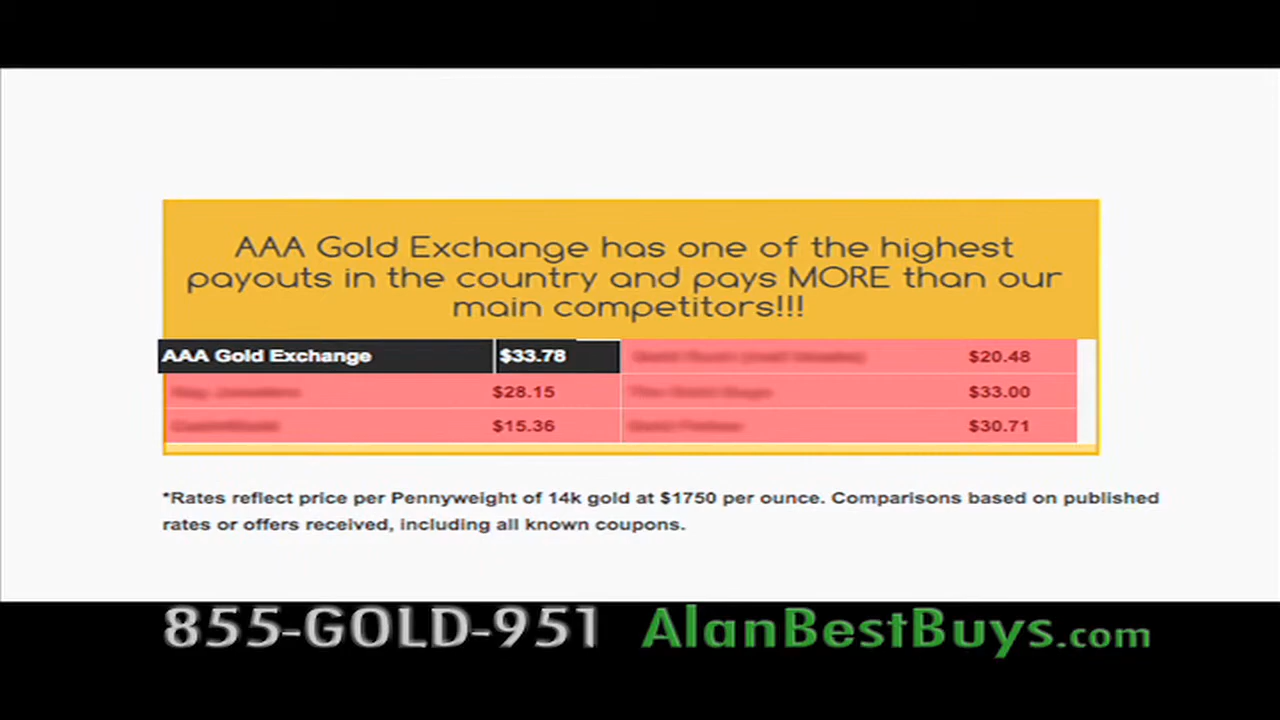 AAA Gold Exchange has one of the highest
payouts in the country and pays MORE than our
main competitors!!!
AAA Gold Exchange $33.78 $20.48
$28.15 $33.00
$15.36 $30.71
*Rates reflect price per Pennyweight of 14k gold at $1750 per ounce. Comparisons based on published
rates or offers received, including all known coupons.
855-GOLD-951 AlanBestBuys.com